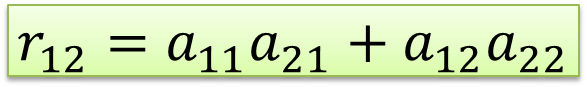 r₁₂ = a₁₁a₂₁ + a₁₂a₂₂